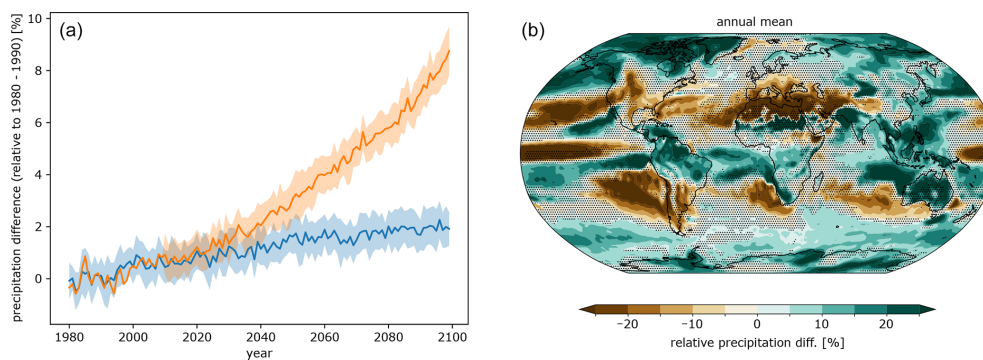 (a)
precipitation difference (relative to 1980 - 1990) [%]
10
8
6
4
2
0
1980 2000 2020 2040 2060 2080 2100
year
(b)
annual mean
−20 −10 0 10 20
relative precipitation diff. [%]